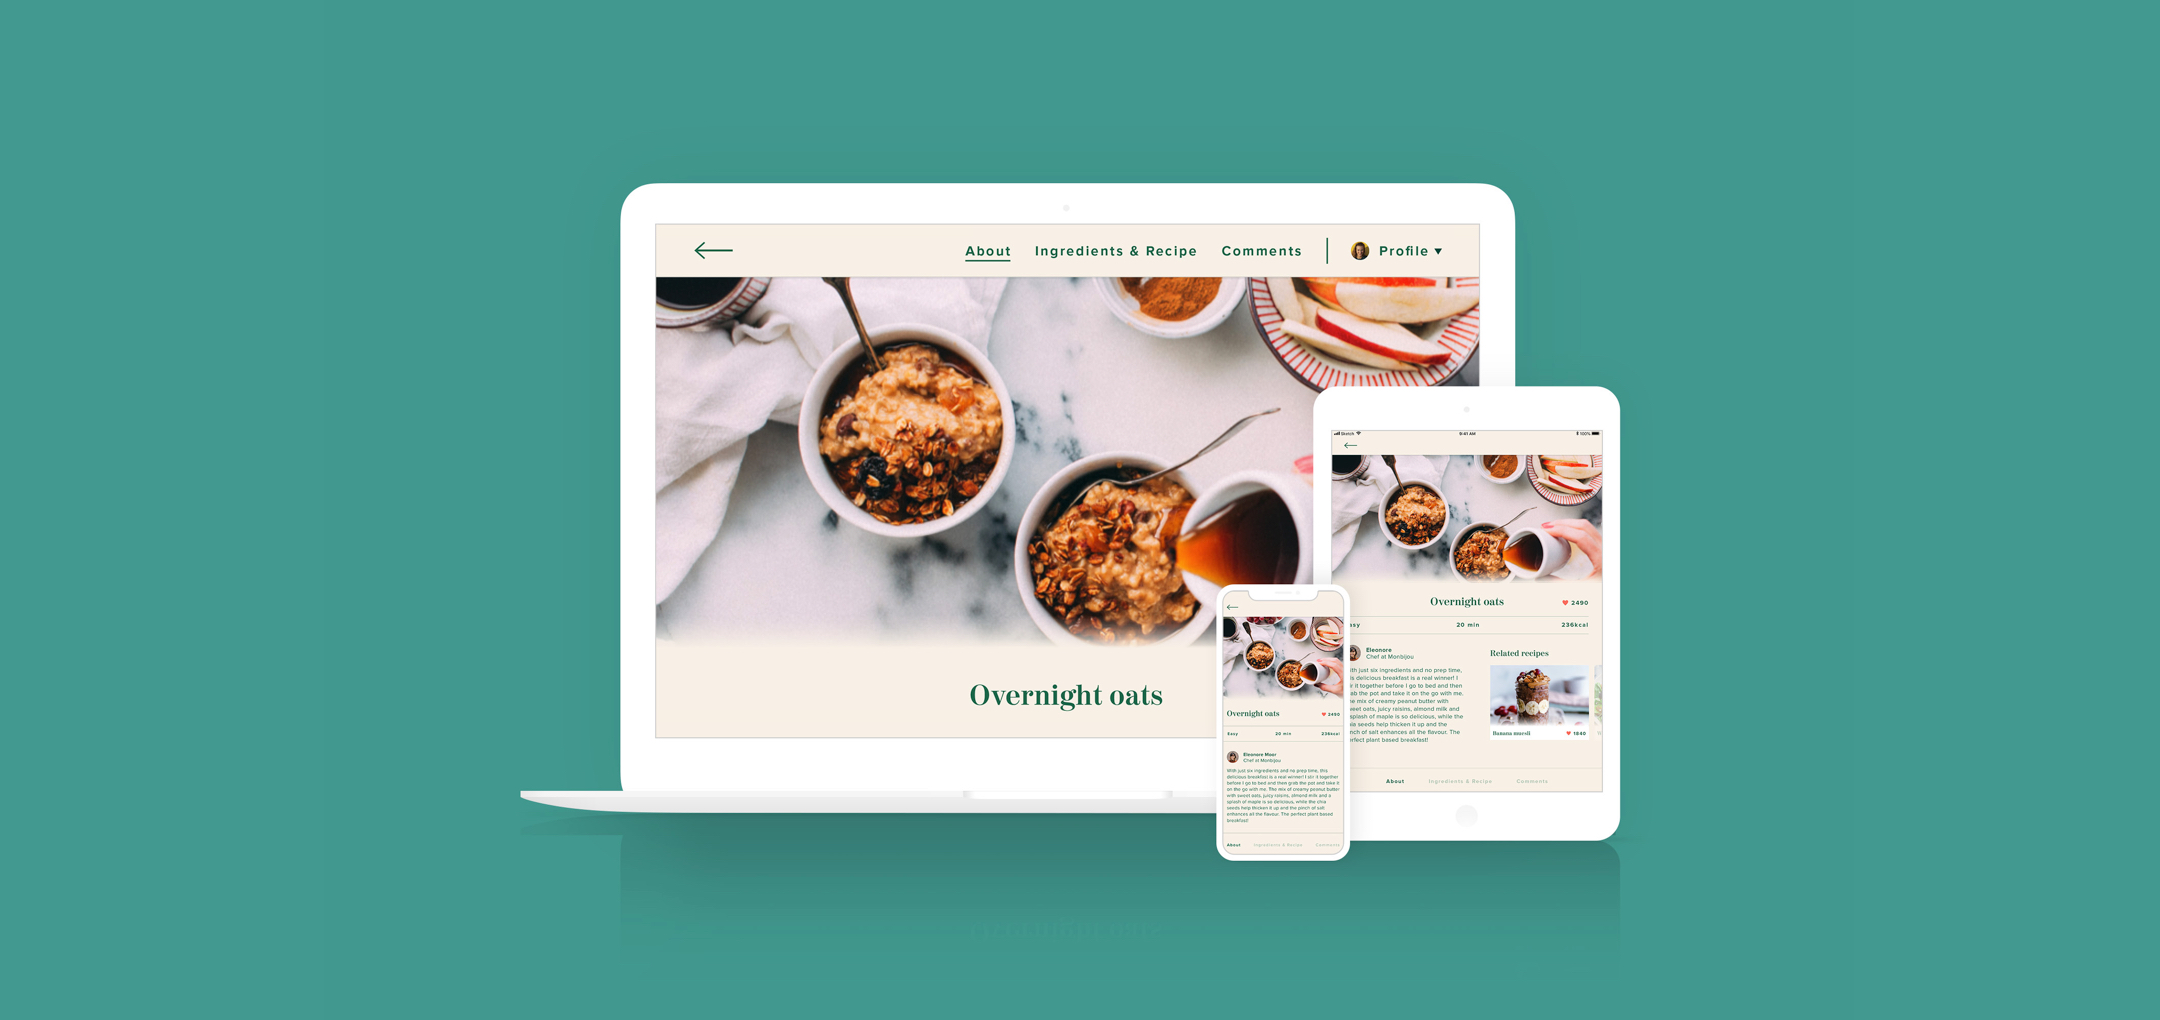 About Ingredients & Recipe Comments Profile
Overnight oats
Sketch 9:41 AM 100%
Overnight oats 2490
20 min 236kcal
Eleonore
Chef at Monbijou
just six ingredients and no prep time,
delicious breakfast is a real winner! I
it together before I go to bed and then
the pot and take it on the go with me.
mix of creamy peanut butter with
oats, juicy raisins, almond milk and a
splash of maple is so delicious, while the
seeds help thicken it up and the
of salt enhances all the flavour. The
plant based breakfast!
Related recipes
Banana muesli 1840
About Ingredients & Recipe Comments
Overnight oats 2490
Easy 20 min 236kcal
Eleonore Moor
Chef at Monbijou
With just six ingredients and no prep time, this
delicious breakfast is a real winner! I stir it together
before I go to bed and then grab the pot and take it
on the go with me. The mix of creamy peanut butter
with sweet oats, juicy raisins, almond milk and a
splash of maple is so delicious, while the chia
seeds help thicken it up and the pinch of salt
enhances all the flavour. The perfect plant based
breakfast!
About Ingredients & Recipe Comments